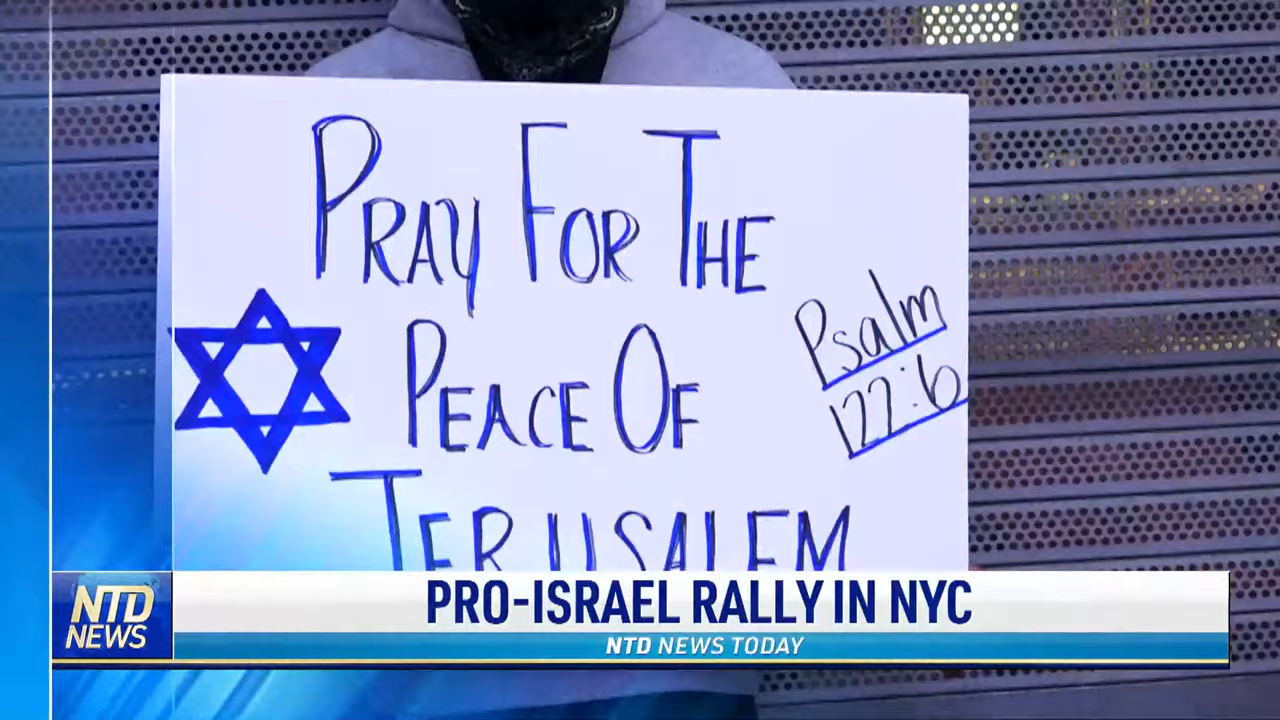 PRAY FOR THE
PEACE OF
JERUSALEM
Psalm
122:6
NTD
NEWS
PRO-ISRAEL RALLY IN NYC
NTD NEWS TODAY